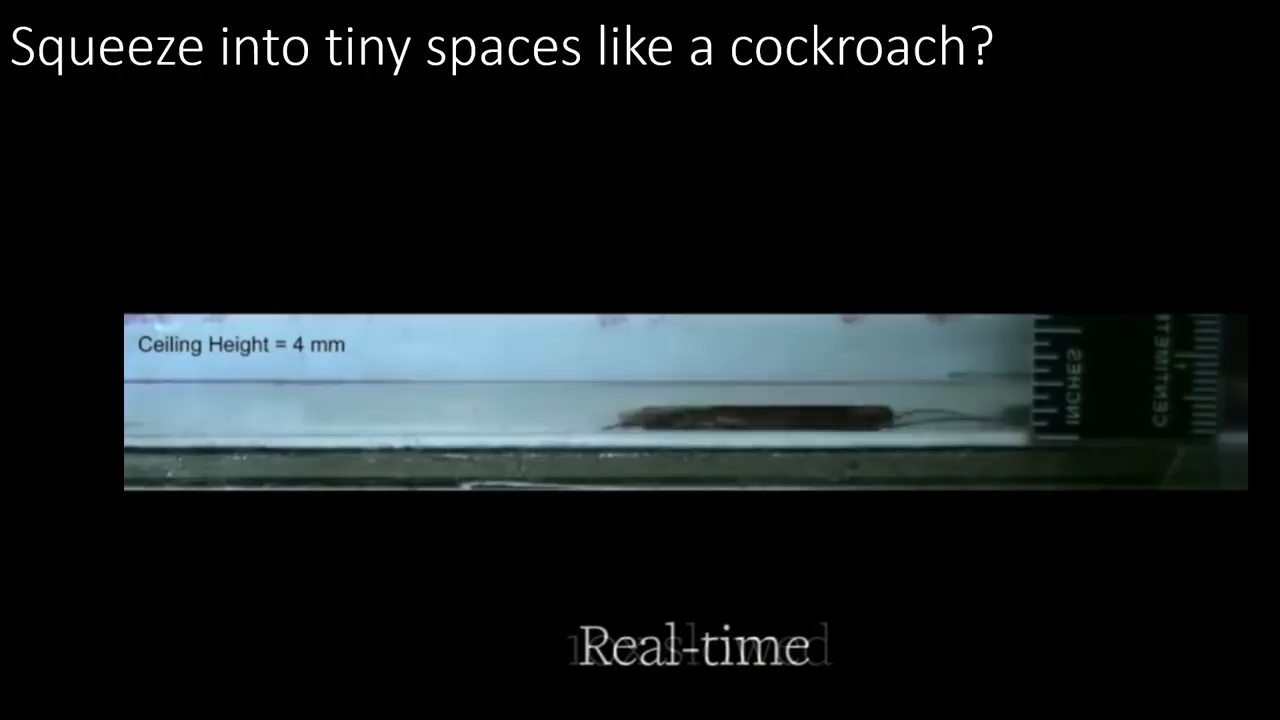 Squeeze into tiny spaces like a cockroach?
Ceiling Height = 4 mm
INCHES
Real-time